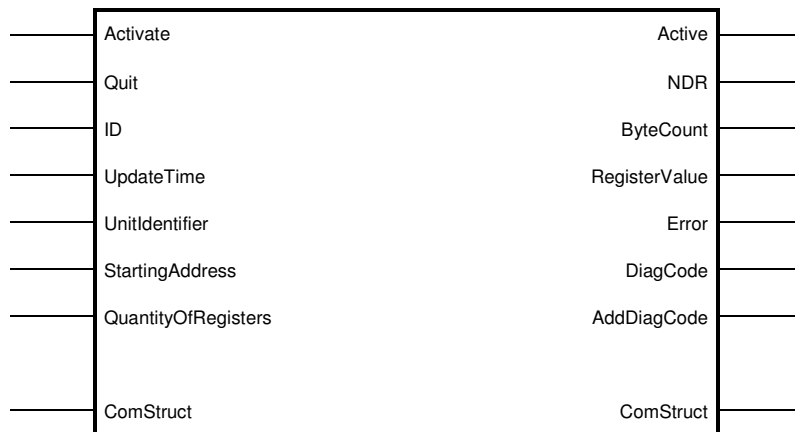 Activate Active
Quit NDR
ID ByteCount
UpdateTime RegisterValue
UnitIdentifier Error
StartingAddress DiagCode
QuantityOfRegisters AddDiagCode
ComStruct ComStruct